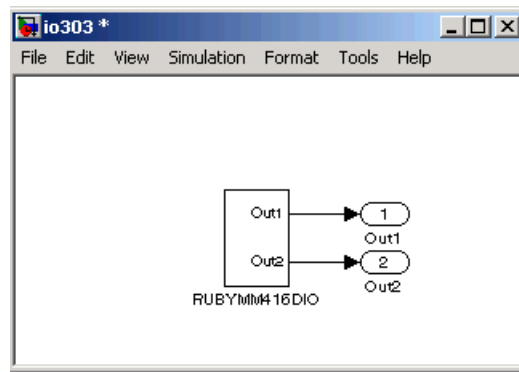 io303 *
File Edit View Simulation Format Tools Help
Out1
1
Out1
Out2
2
Out2
RUBYMM416DIO